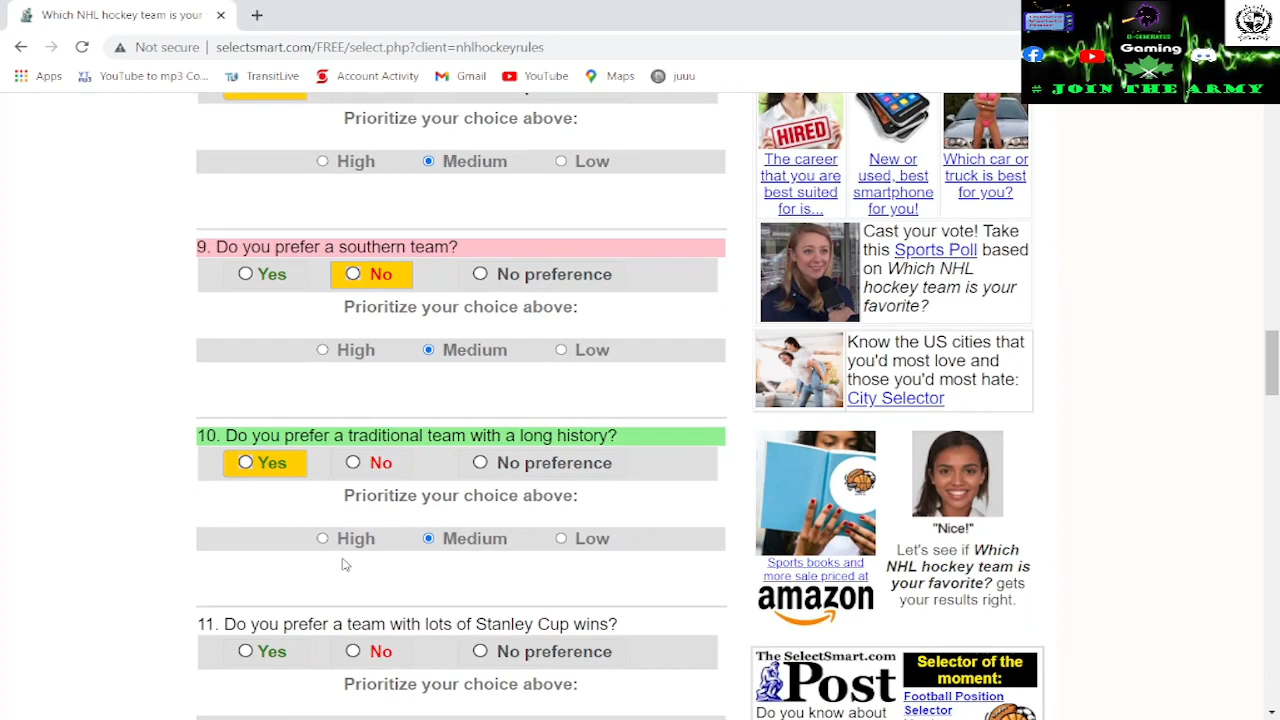 Which NHL hockey team is your
Not secure | selectsmart.com/FREE/select.php?client=hockeyrules
Apps YouTube to mp3 Co... TransitLive Account Activity Gmail YouTube Maps juuu
Gaming
# JOIN THE ARMY
Prioritize your choice above:
High Medium Low
9. Do you prefer a southern team?
Yes No No preference
Prioritize your choice above:
High Medium Low
10. Do you prefer a traditional team with a long history?
Yes No No preference
Prioritize your choice above:
High Medium Low
11. Do you prefer a team with lots of Stanley Cup wins?
Yes No No preference
Prioritize your choice above:
HIRED
The career
that you are
best suited
for is...
New or
used, best
smartphone
for you!
Which car or
truck is best
for you?
Cast your vote! Take
this Sports Poll based
on Which NHL
hockey team is your
favorite?
Know the US cities that
you'd most love and
those you'd most hate:
City Selector
Sports books and
more sale priced at
amazon
"Nice!"
Let's see if Which
NHL hockey team is
your favorite? gets
your results right.
The SelectSmart.com
Post
Do you know about
Selector of the
moment:
Football Position
Selector